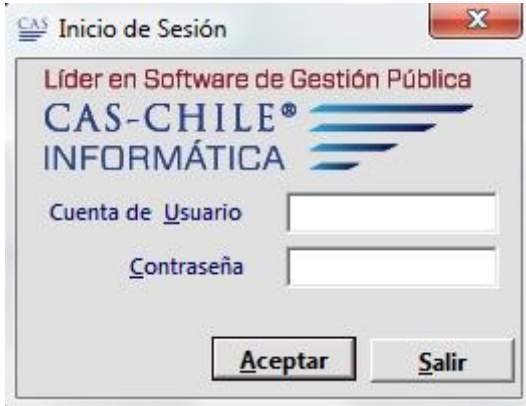 CAS Inicio de Sesión
Líder en Software de Gestión Pública
CAS-CHILE®
INFORMÁTICA
Cuenta de Usuario
Contraseña
Aceptar Salir